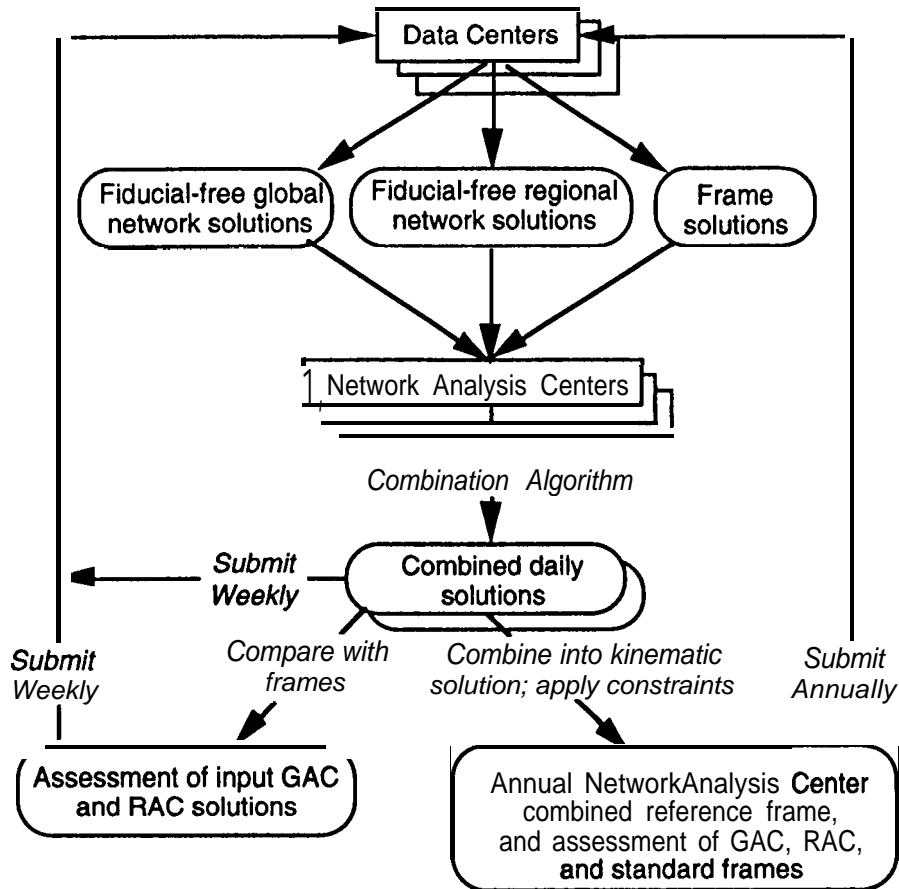 Data Centers
Fiducial-free global
network solutions
Fiducial-free regional
network solutions
Frame
solutions
1, Network Analysis Centers
Combination Algorithm
Submit
Weekly
Combined daily
solutions
Compare with
frames
Combine into kinematic
solution; apply constraints
Submit
Weekly
Submit
Annually
Assessment of input GAC
and RAC solutions
Annual NetworkAnalysis Center
combined reference frame,
and assessment of GAC, RAC,
and standard frames